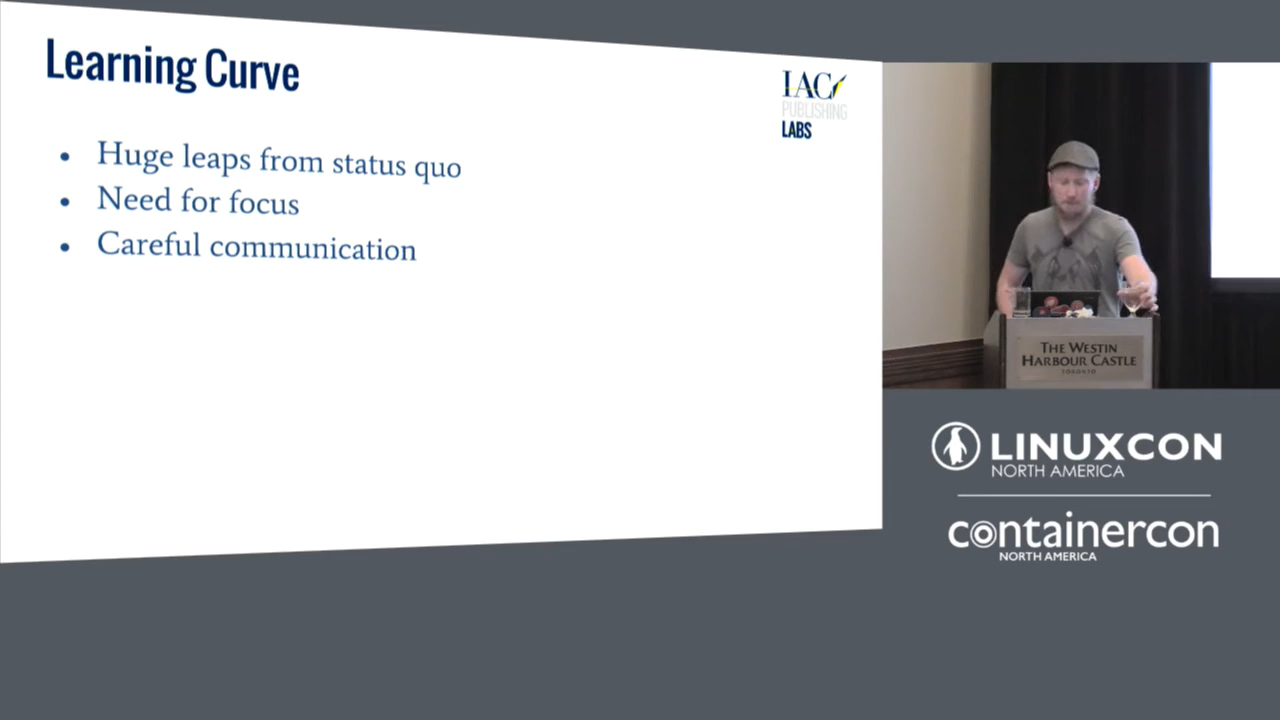 Learning Curve
IAC
PUBLISHING
LABS
• Huge leaps from status quo
• Need for focus
• Careful communication
THE WESTIN
HARBOUR CASTLE
TORONTO
LINUXCON
NORTH AMERICA
containercon
NORTH AMERICA